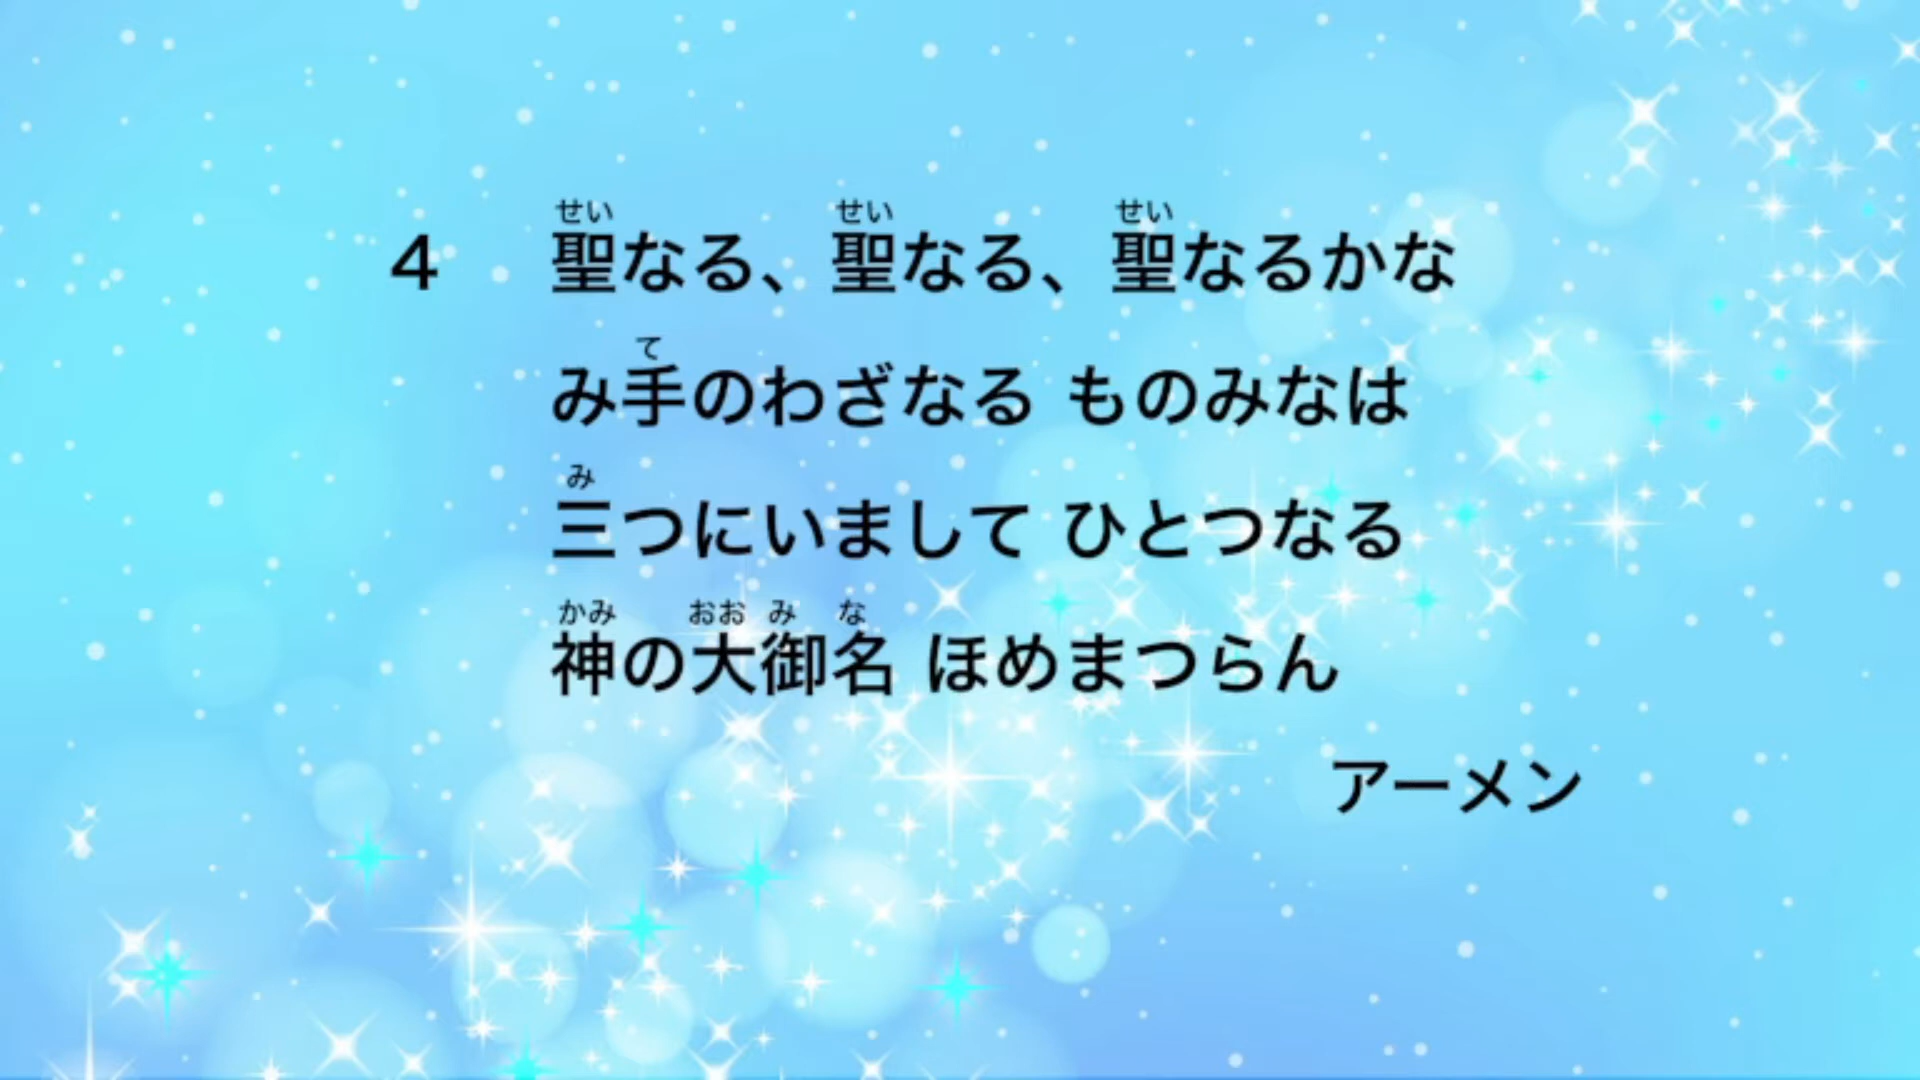 4 聖なる、聖なる、聖なるかな
み手のわざなる ものみなは
三つにいまして ひとつなる
神の大御名 ほめまつらん
アーメン